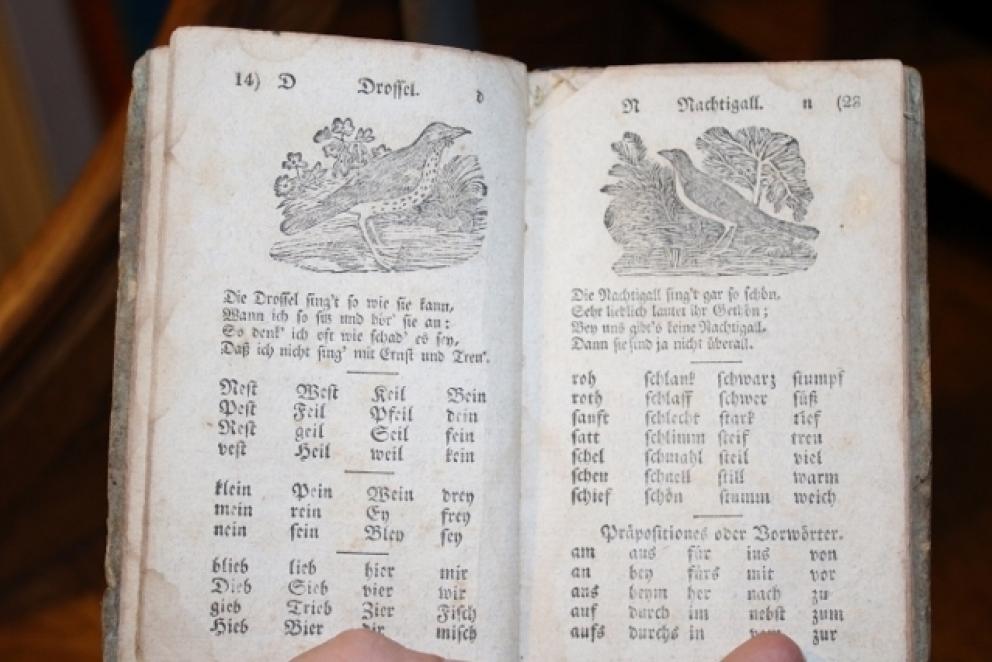 14) D Drossel. d
Die Drossel sing't so wie sie kann,
Wann ich so sitz und hör' sie an;
So denk' ich oft wie schad' es sey,
Daß ich nicht sing' mit Ernst und Treu'.
Nest West Keil Bein
Pest Feil Pfeil dein
Rest geil Seil fein
vest Heil weil kein
klein Pein Wein drey
mein rein Ey frey
nein sein Bley sey
blieb lieb hier mir
Dieb Sieb vier wir
gieb Trieb Zier Fisch
Hieb Bier dir misch
N Nachtigall. n (23
Die Nachtigall sing't gar so schön,
Sehr lieblich lautet ihr Gethön;
Bey uns gibt's keine Nachtigall,
Dann sie sind ja nicht überall.
roh schlank schwarz stumpf
roth schlaff schwer süß
sanft schlecht stark tief
satt schlimm steif treu
schel schmahl steil viel
scheu schnell still warm
schief schön stumm weich
Präpositiones oder Vorwörter.
am aus für ins von
an bey fürs mit vor
ans beym her nach zu
auf durch im nebst zum
aufs durchs in zur